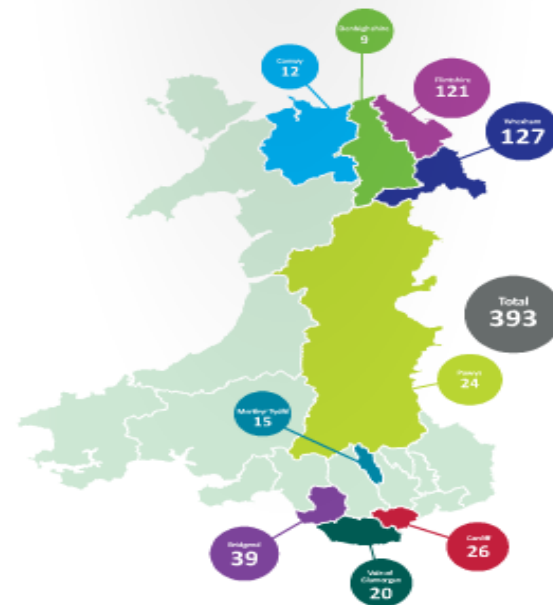 Denbighshire
9
Conwy
12
Flintshire
121
Wrexham
127
Total
393
Powys
24
Merthyr Tydfil
15
Bridgend
39
Cardiff
26
Vale of
Glamorgan
20